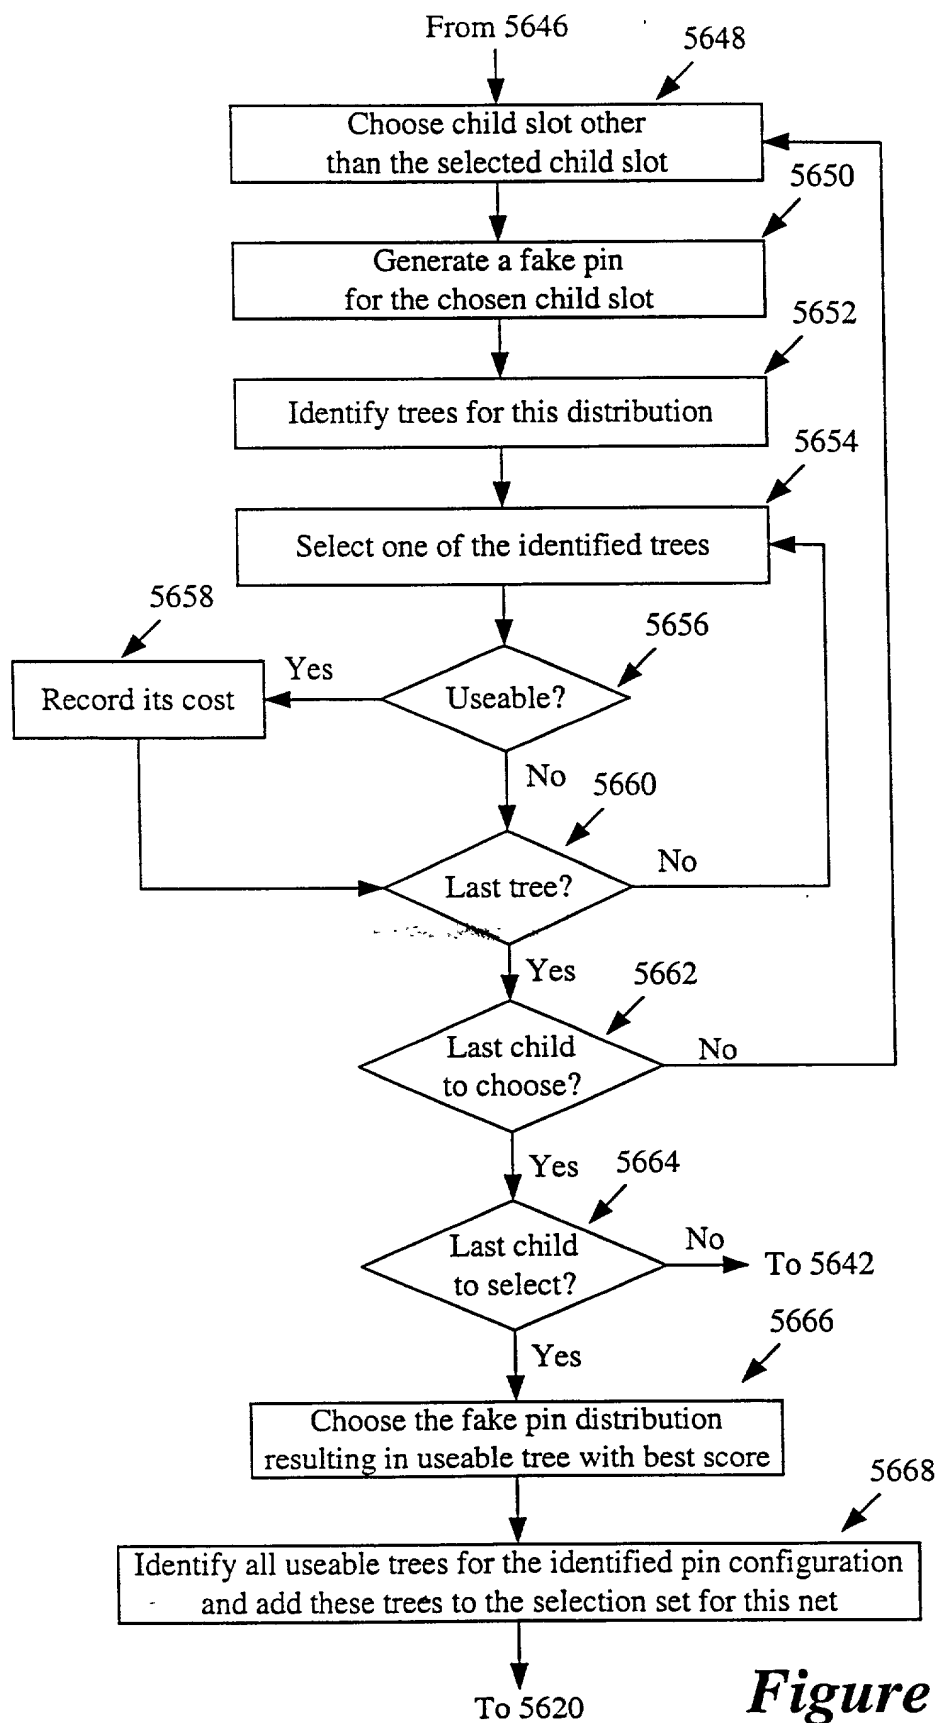 From 5646
5648
Choose child slot other
than the selected child slot
5650
Generate a fake pin
for the chosen child slot
5652
Identify trees for this distribution
5654
Select one of the identified trees
5658
5656
Yes
Record its cost
Useable?
No
5660
No
Last tree?
Yes
5662
Last child
to choose?
No
Yes
5664
Last child
to select?
No
To 5642
5666
Yes
Choose the fake pin distribution
resulting in useable tree with best score
5668
Identify all useable trees for the identified pin configuration
and add these trees to the selection set for this net
To 5620
Figure